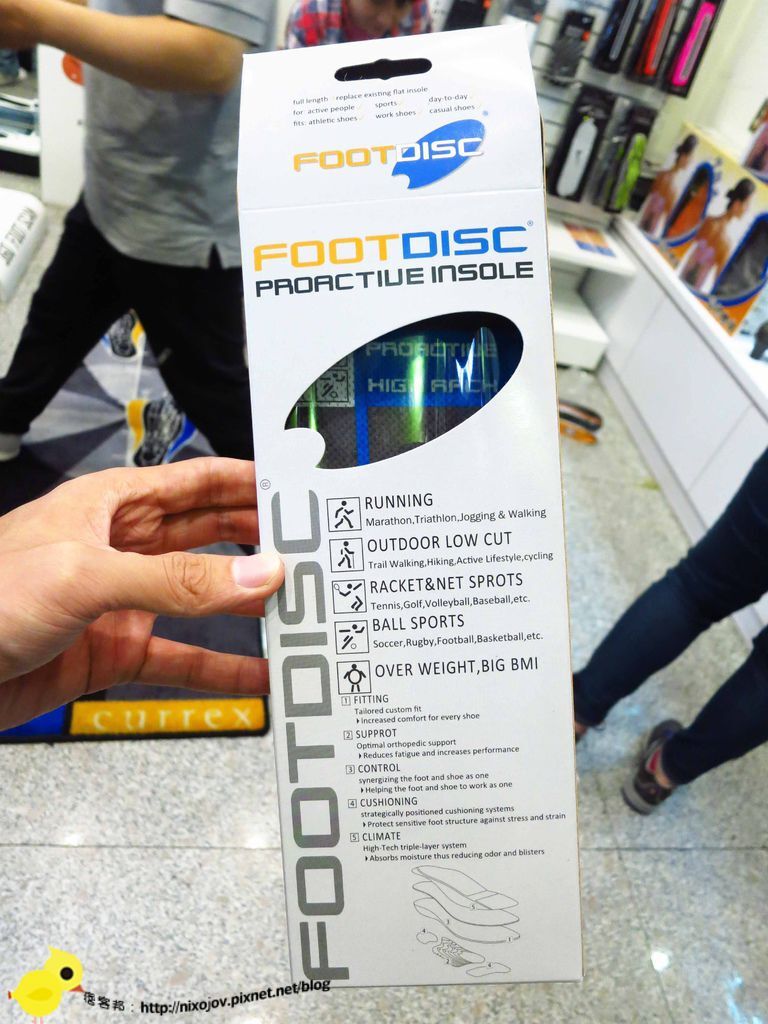 full length replace existing flat insole
for: active people sports day-to-day
fits: athletic shoes work shoes casual shoes
FOOTDISC®
FOOTDISC®
PROACTIVE INSOLE
PROACTIVE
HIGH ARCH
FOOTDISC®
RUNNING
Marathon,Triathlon,Jogging & Walking
OUTDOOR LOW CUT
Trail Walking,Hiking,Active Lifestyle,cycling
RACKET&NET SPROTS
Tennis,Golf,Volleyball,Baseball,etc.
BALL SPORTS
Soccer,Rugby,Football,Basketball,etc.
OVER WEIGHT,BIG BMI
1 FITTING
Tailored custom fit
Increased comfort for every shoe
2 SUPPROT
Optimal orthopedic support
Reduces fatigue and increases performance
3 CONTROL
synergizing the foot and shoe as one
Helping the foot and shoe to work as one
4 CUSHIONING
strategically positioned cushioning systems
Protect sensitive foot structure against stress and strain
5 CLIMATE
High-Tech triple-layer system
Absorbs moisture thus reducing odor and blisters
5
3
1
4
2
4
currex
痞客邦：http://nixojov.pixnet.net/blog